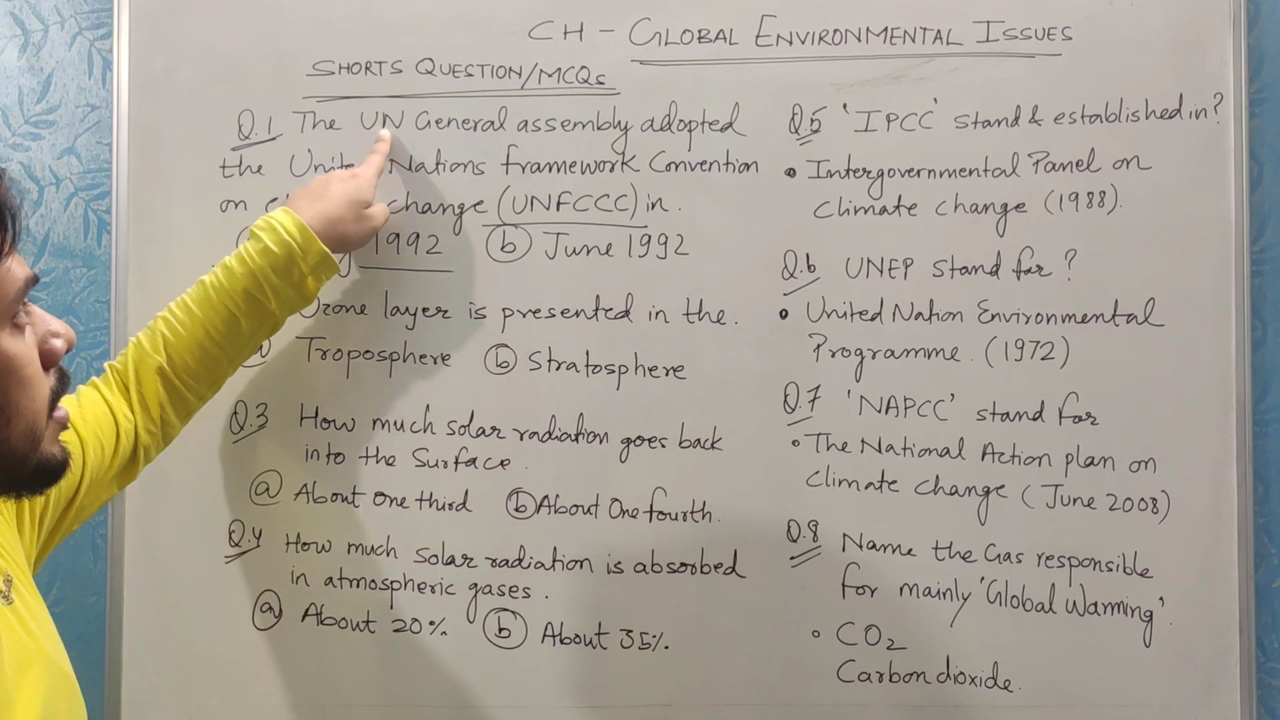 CH - GLOBAL ENVIRONMENTAL ISSUES
SHORTS QUESTION/MCQs
Q.1 The UN General assembly adopted
the Nations framework Convention
on change (UNFCCC) in.
1992 (b) June 1992
Ozone layer is presented in the.
Troposphere (b) Stratosphere
Q.3 How much solar radiation goes back
into the Surface.
(a) About one third (b) About One fourth.
Q.4 How much solar radiation is absorbed
in atmospheric gases.
(a) About 20%. (b) About 35%.
Q.5 'IPCC' stand & established in?
• Intergovernmental Panel on
Climate change (1988).
Q.6 UNEP stand for?
• United Nation Environmental
Programme. (1972)
Q.7 'NAPCC' stand for
• The National Action plan on
Climate change (June 2008)
Q.8 Name the Gas responsible
for mainly 'Global Warming'.
• CO₂
Carbon dioxide.